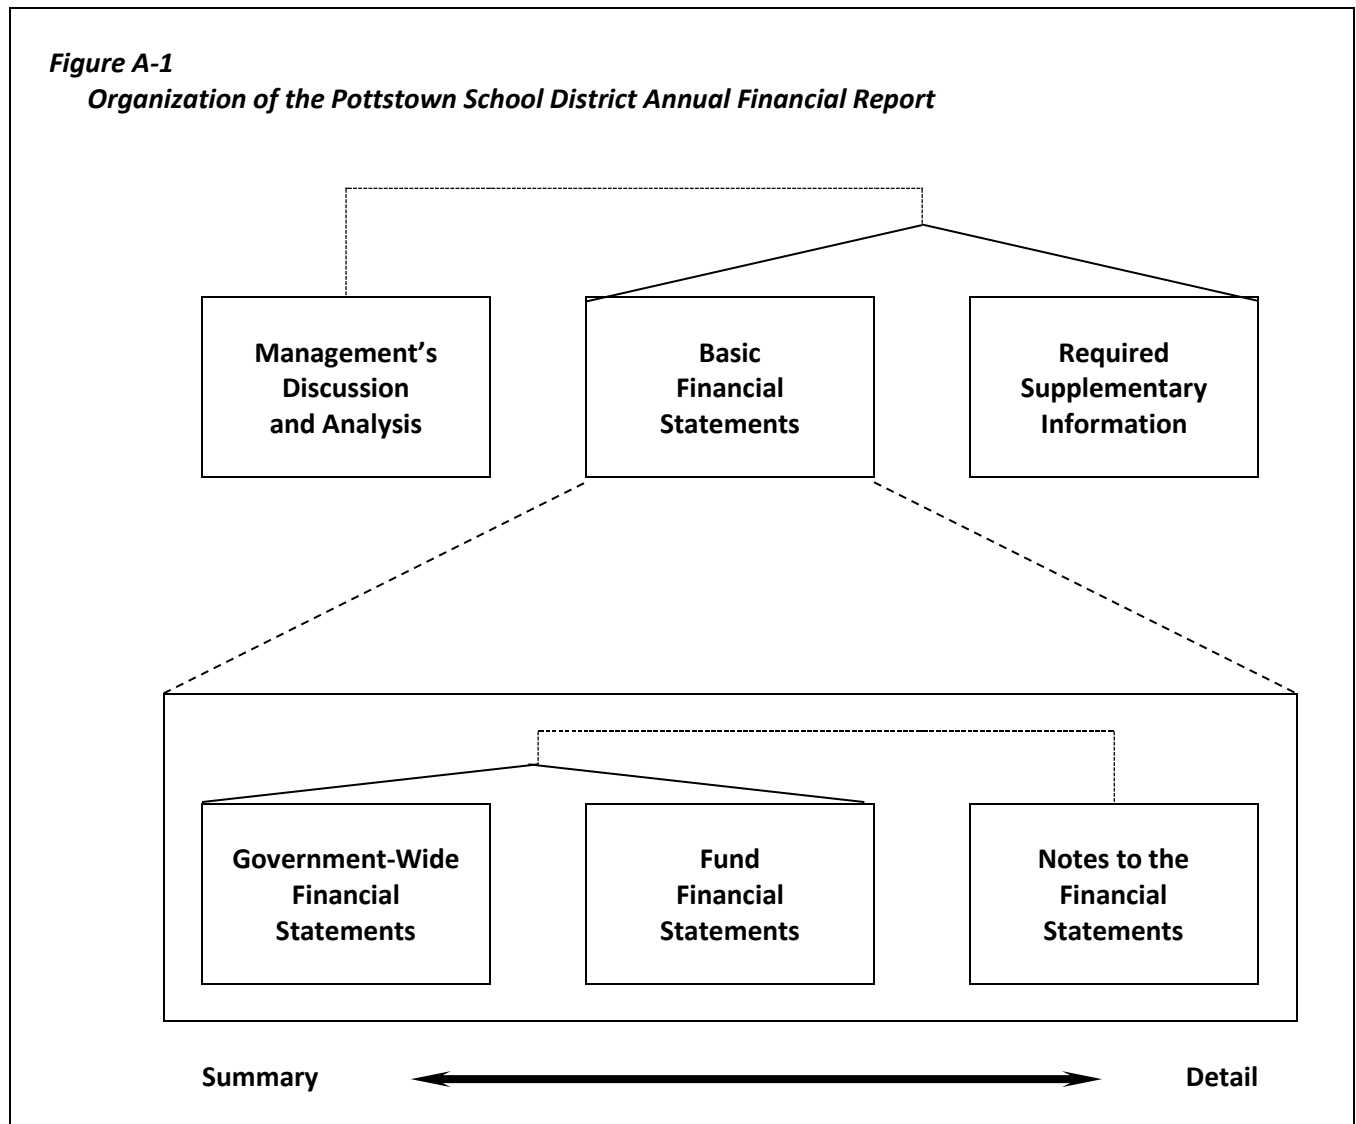 Figure A-1
Organization of the Pottstown School District Annual Financial Report
Management’s
Discussion
and Analysis
Basic
Financial
Statements
Required
Supplementary
Information
Government-Wide
Financial
Statements
Fund
Financial
Statements
Notes to the
Financial
Statements
Summary
Detail